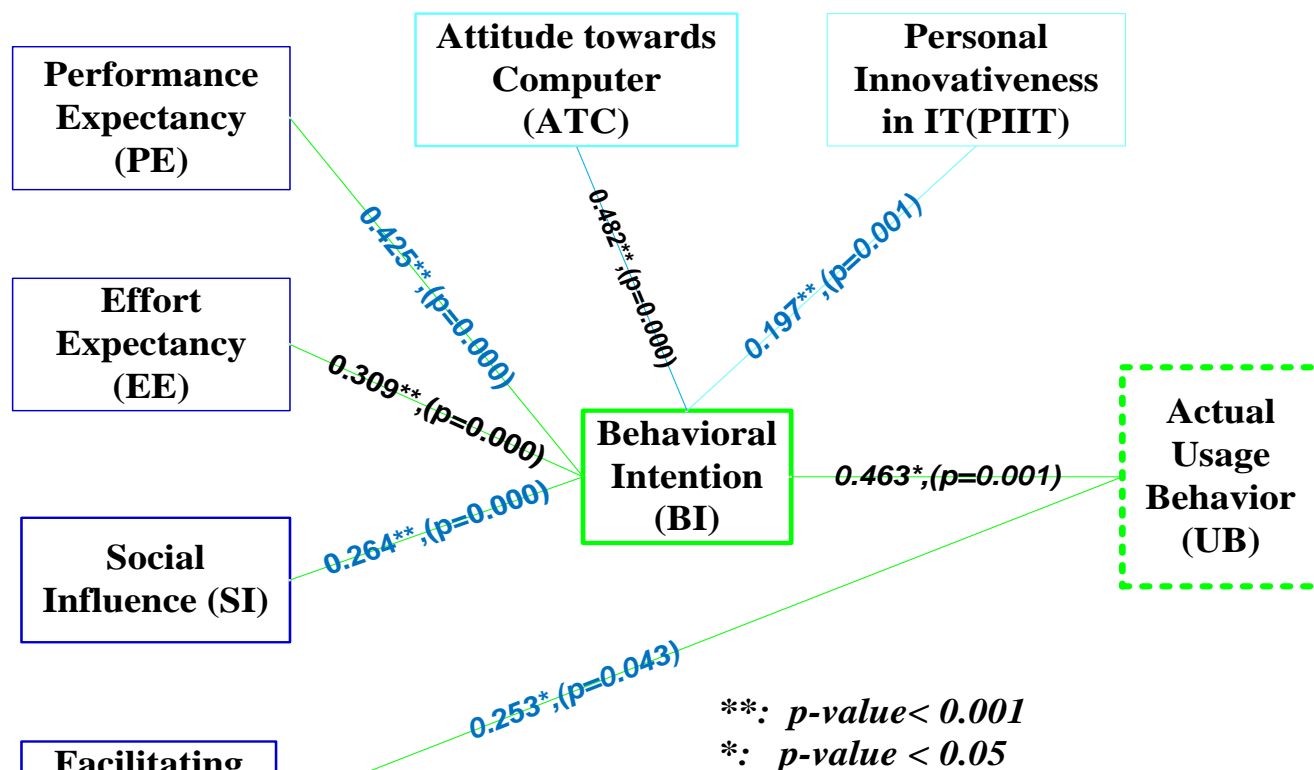 Performance
Expectancy
(PE)
Attitude towards
Computer
(ATC)
Personal
Innovativeness
in IT(PIIT)
0.425**,(p=0.000)
0.482**,(p=0.000)
0.197**,(p=0.001)
Effort
Expectancy
(EE)
0.309**,(p=0.000)
Behavioral
Intention
(BI)
0.463*,(p=0.001)
Actual
Usage
Behavior
(UB)
Social
Influence (SI)
0.264**,(p=0.000)
0.253*,(p=0.043)
Facilitating
**: p-value< 0.001
*: p-value < 0.05